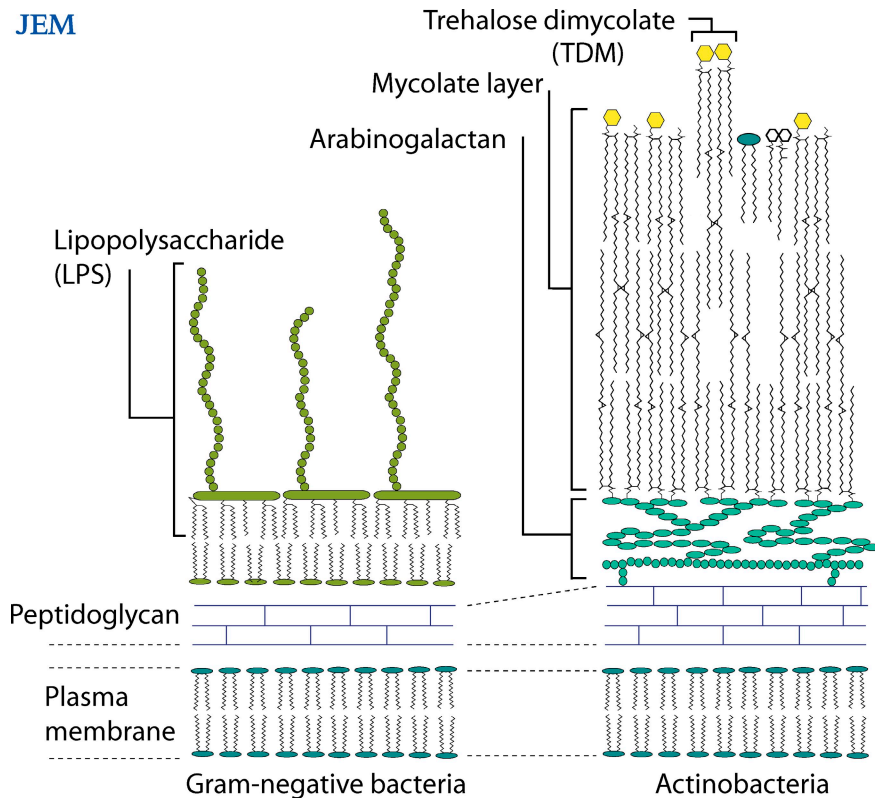 JEM
Trehalose dimycolate
(TDM)
Mycolate layer
Arabinogalactan
Lipopolysaccharide
(LPS)
Peptidoglycan
Plasma
membrane
Gram-negative bacteria
Actinobacteria